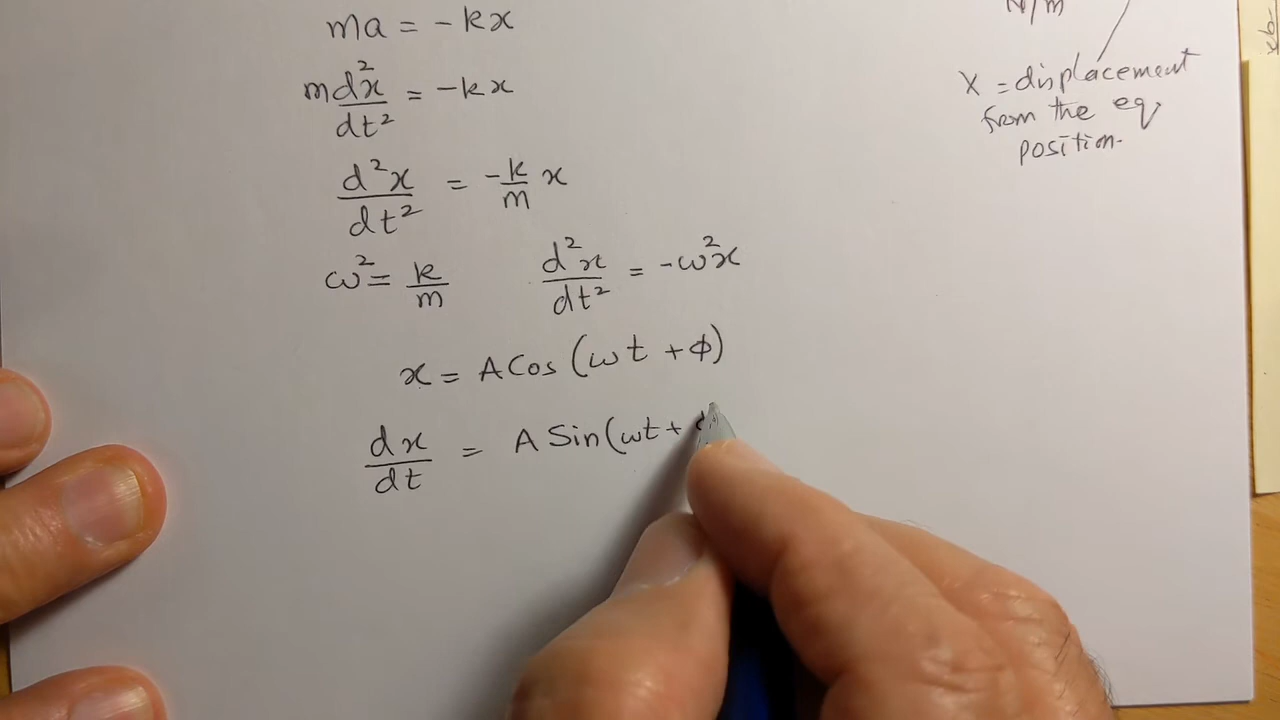 ma = -kx
m d²x/dt² = -kx
d²x/dt² = -k/m x
ω² = k/m    d²x/dt² = -ω²x
x = A Cos (ωt + ϕ)
dx/dt = A Sin(ωt +
N/m
X = displacement
from the eq
position.